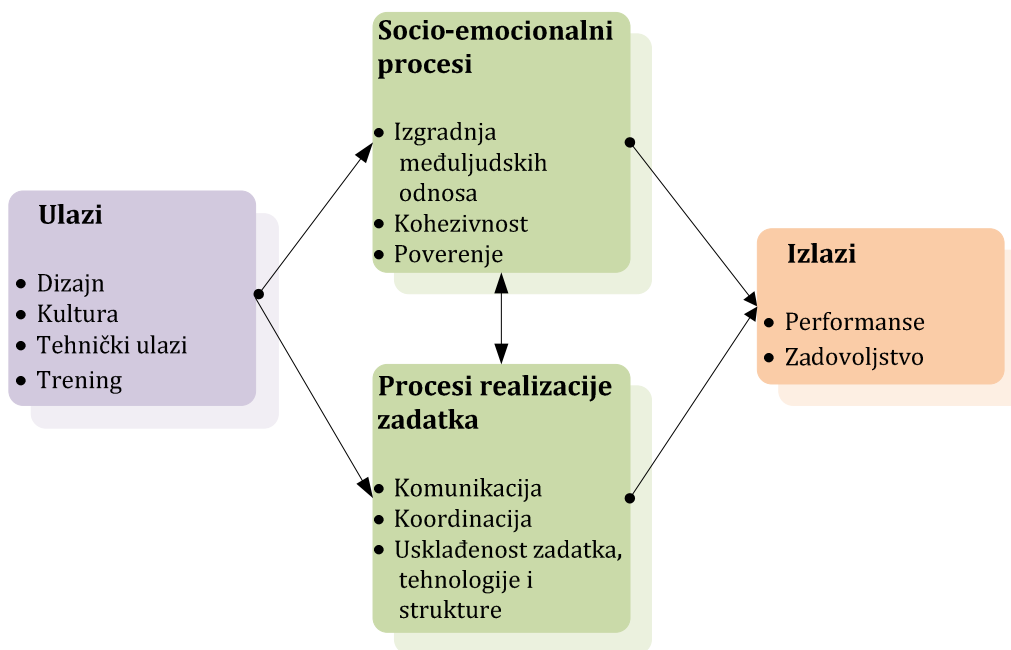 Socio-emocionalni
procesi
• Izgradnja
međuljudskih
odnosa
• Kohezivnost
• Poverenje
Ulazi
• Dizajn
• Kultura
• Tehnički ulazi
• Trening
Izlazi
• Performanse
• Zadovoljstvo
Procesi realizacije
zadatka
• Komunikacija
• Koordinacija
• Usklađenost zadatka,
tehnologije i
strukture